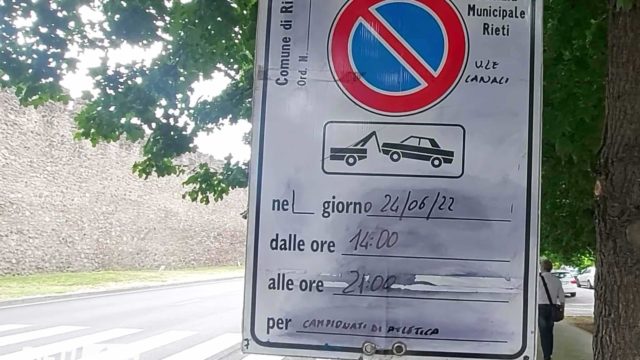 Comune di Ri
Ord. N.
Municipale
Rieti
V.LE
CANALI
nel giorno 24/06/22
dalle ore 14:00
alle ore 21:00
per CAMPIONATI DI ATLETICA